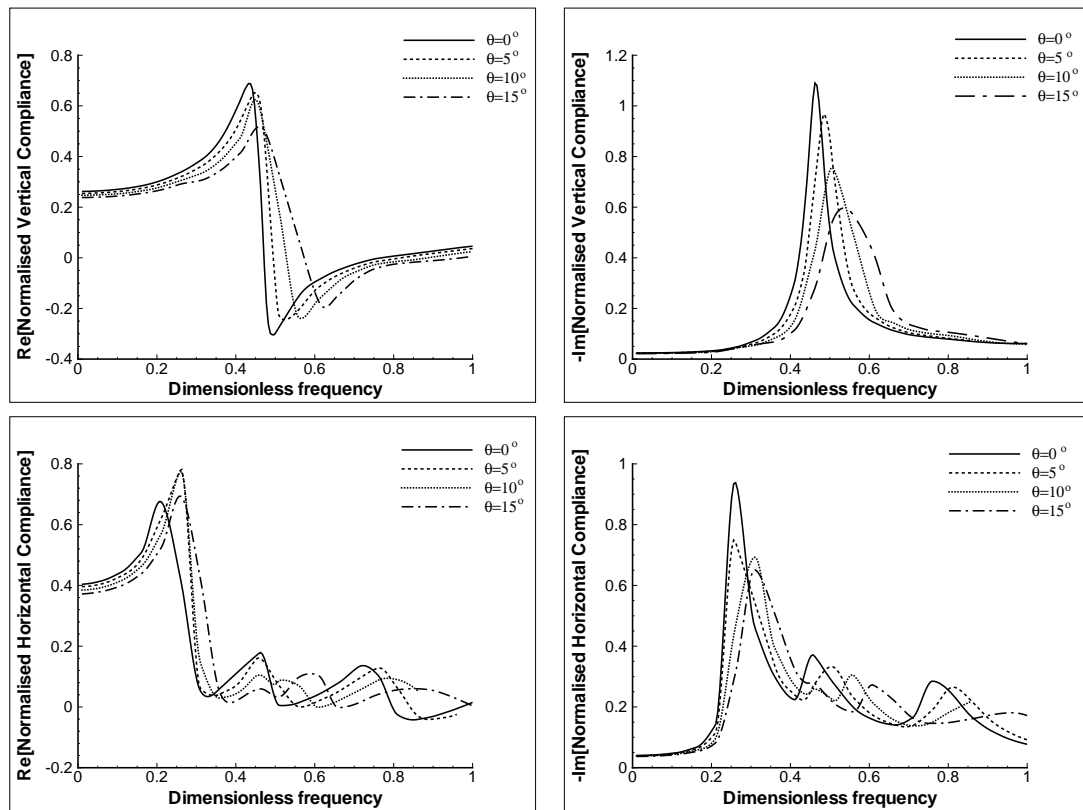 Re[Normalised Vertical Compliance]
0.8
0.6
0.4
0.2
0
-0.2
-0.4
0
0.2
0.4
0.6
0.8
1
Dimensionless frequency
θ=0°
θ=5°
θ=10°
θ=15°
-Im[Normalised Vertical Compliance]
1.2
1
0.8
0.6
0.4
0.2
0
0
0.2
0.4
0.6
0.8
1
Dimensionless frequency
θ=0°
θ=5°
θ=10°
θ=15°
Re[Normalised Horizontal Compliance]
0.8
0.6
0.4
0.2
0
-0.2
0
0.2
0.4
0.6
0.8
1
Dimensionless frequency
θ=0°
θ=5°
θ=10°
θ=15°
-Im[Normalised Horizontal Compliance]
1
0.8
0.6
0.4
0.2
0
0
0.2
0.4
0.6
0.8
1
Dimensionless frequency
θ=0°
θ=5°
θ=10°
θ=15°